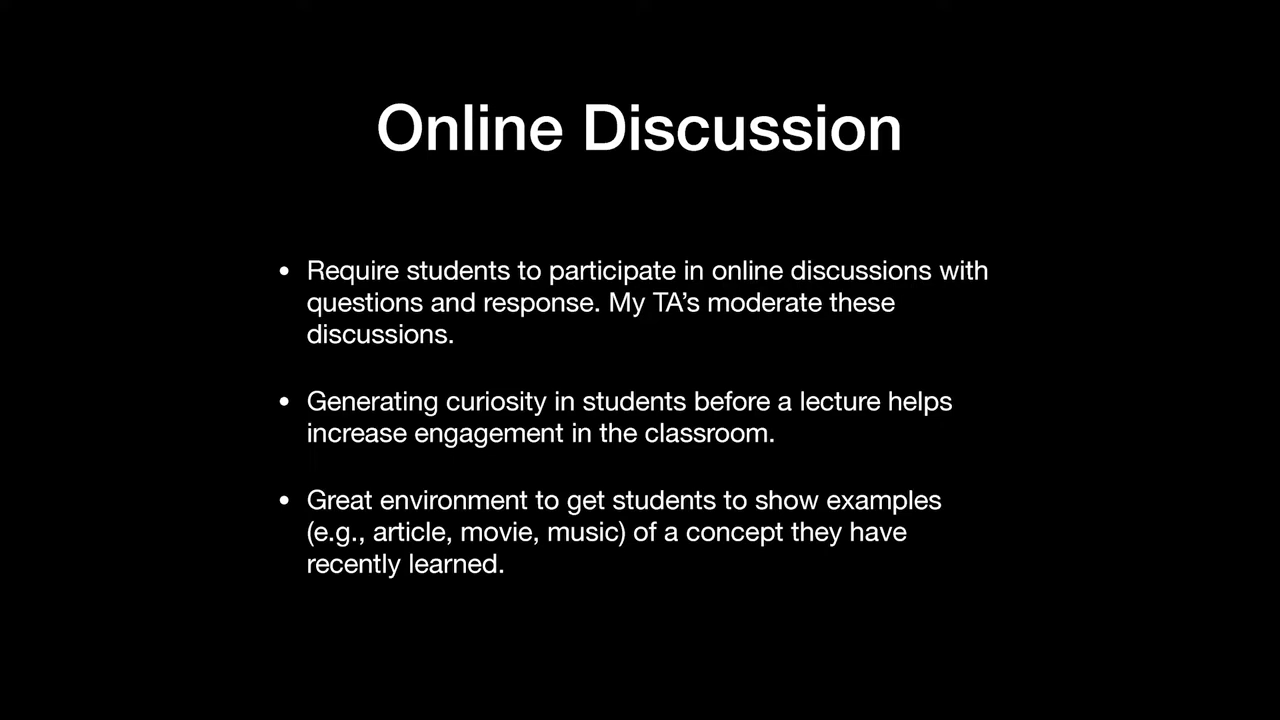 Online Discussion
• Require students to participate in online discussions with
questions and response. My TA’s moderate these
discussions.
• Generating curiosity in students before a lecture helps
increase engagement in the classroom.
• Great environment to get students to show examples
(e.g., article, movie, music) of a concept they have
recently learned.